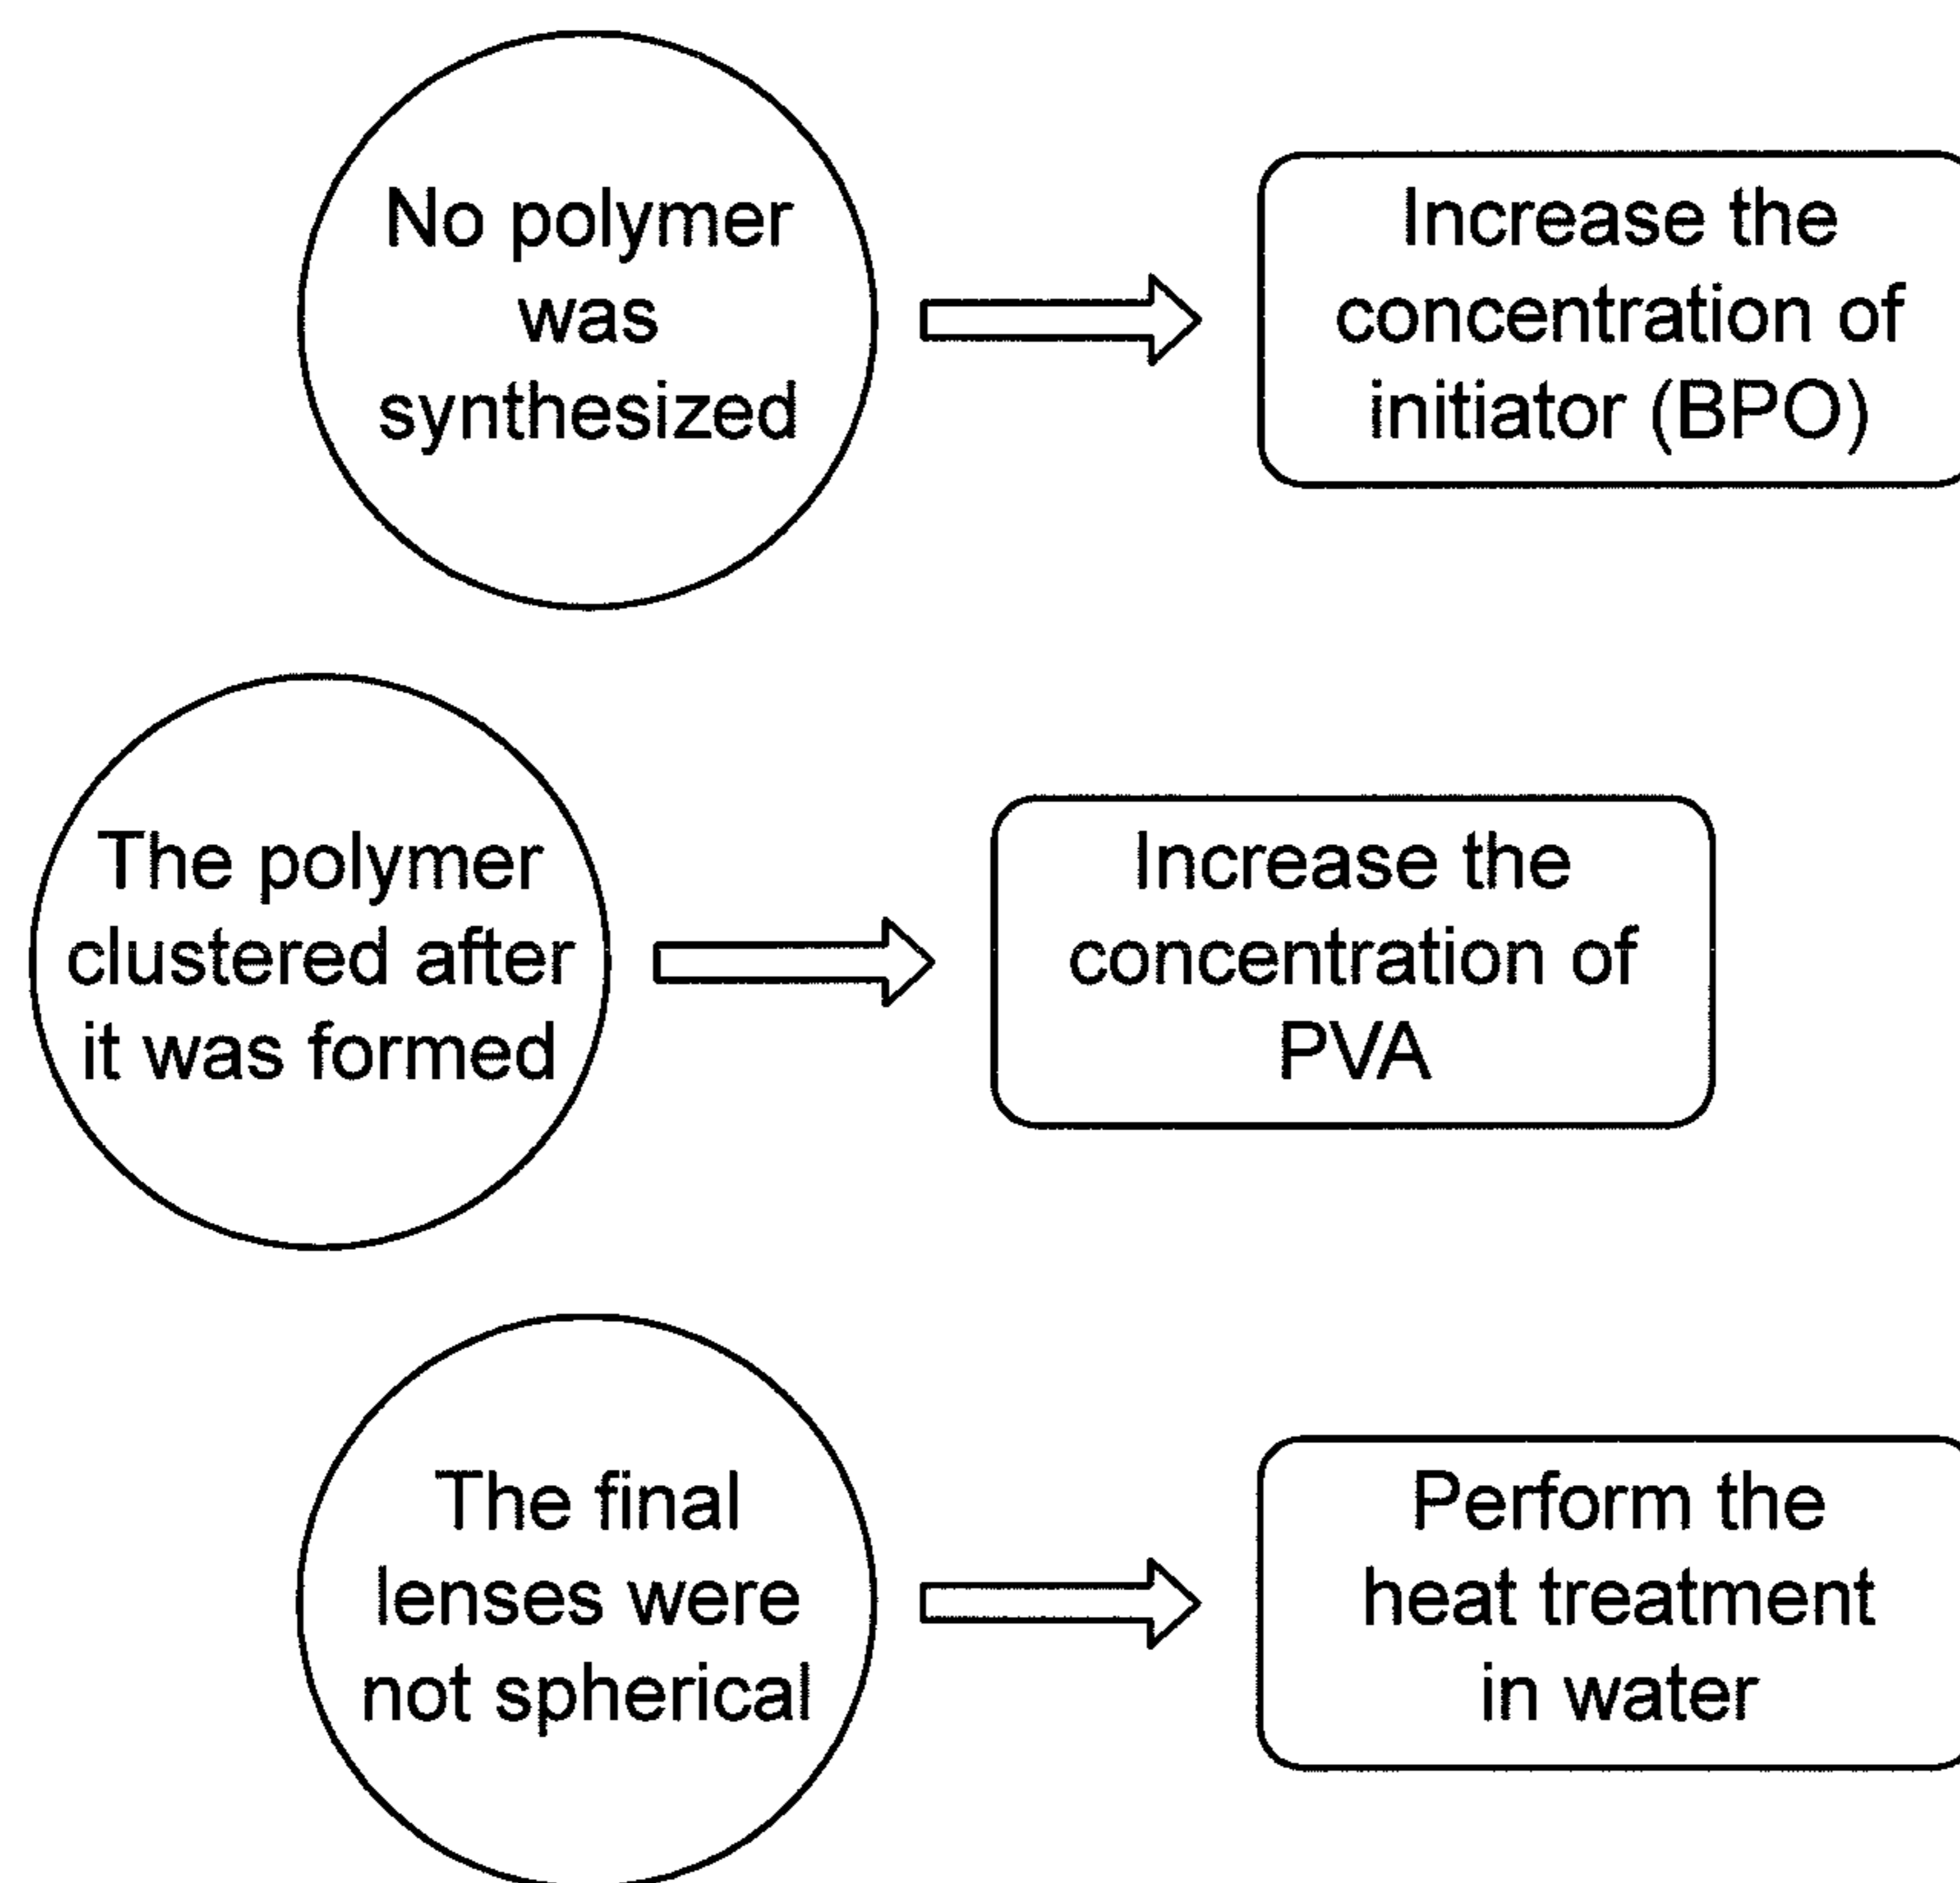 No polymer
was
synthesized
Increase the
concentration of
initiator (BPO)
The polymer
clustered after
it was formed
Increase the
concentration of
PVA
The final
lenses were
not spherical
Perform the
heat treatment
in water